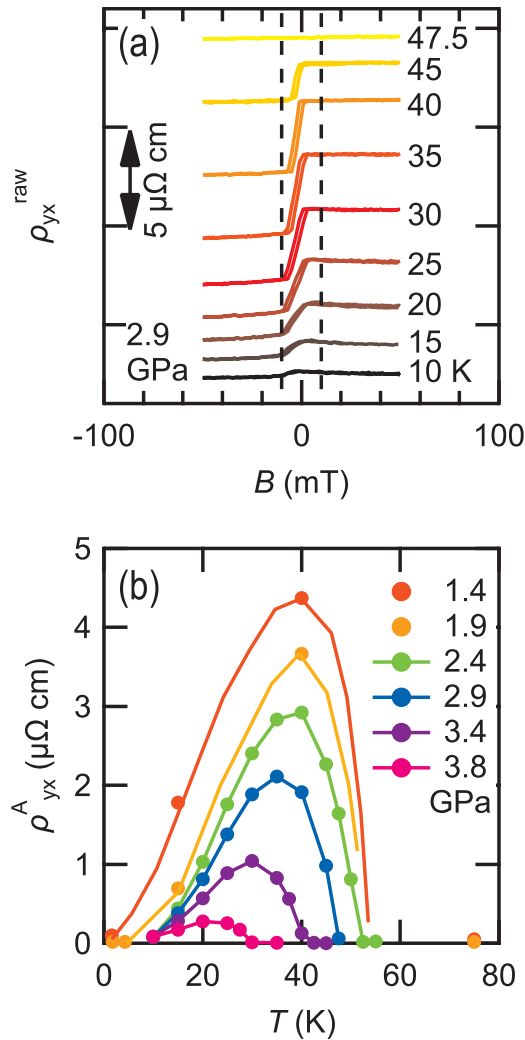 (a)
47.5
45
40
35
30
25
20
15
10 K
5 μΩ cm
ρyx raw
2.9
GPa
-100
0
100
B (mT)
(b)
5
4
3
2
1
0
1.4
1.9
2.4
2.9
3.4
3.8
GPa
ρAyx (μΩ cm)
0
20
40
60
80
T (K)